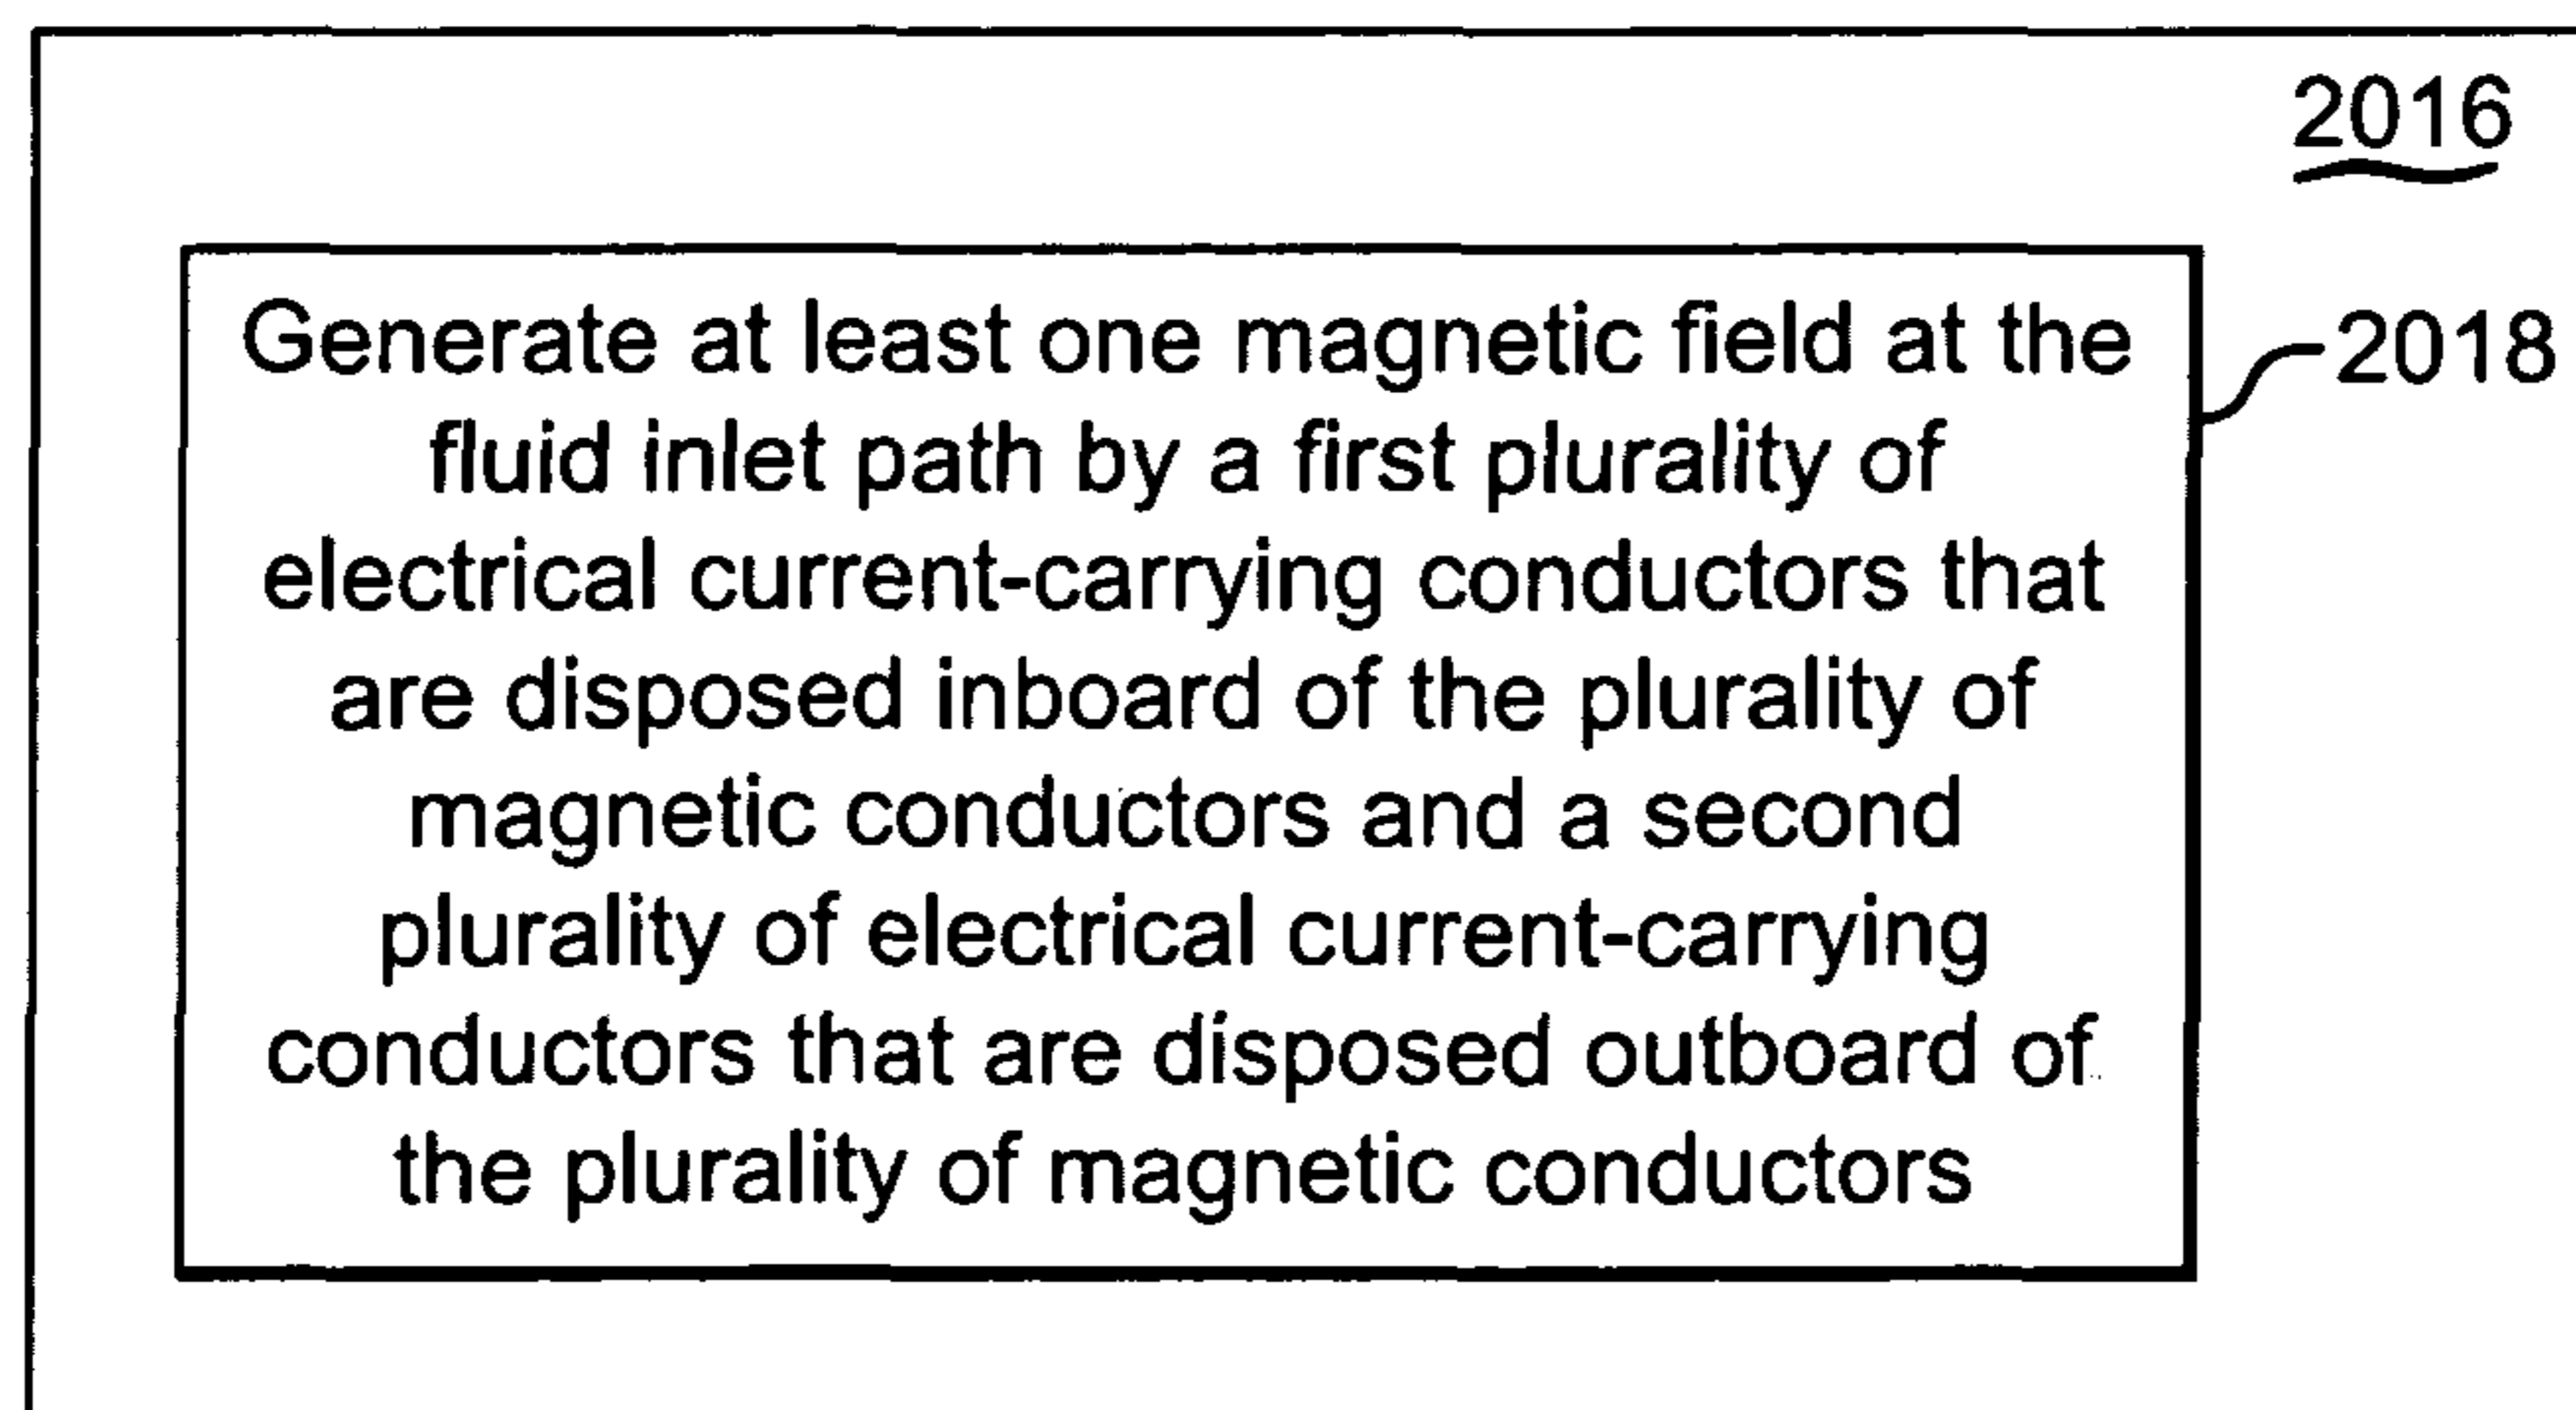 2016
Generate at least one magnetic field at the
2018
fluid inlet path by a first plurality of
electrical current-carrying conductors that
are disposed inboard of the plurality of
magnetic conductors and a second
plurality of electrical current-carrying
conductors that are disposed outboard of
the plurality of magnetic conductors